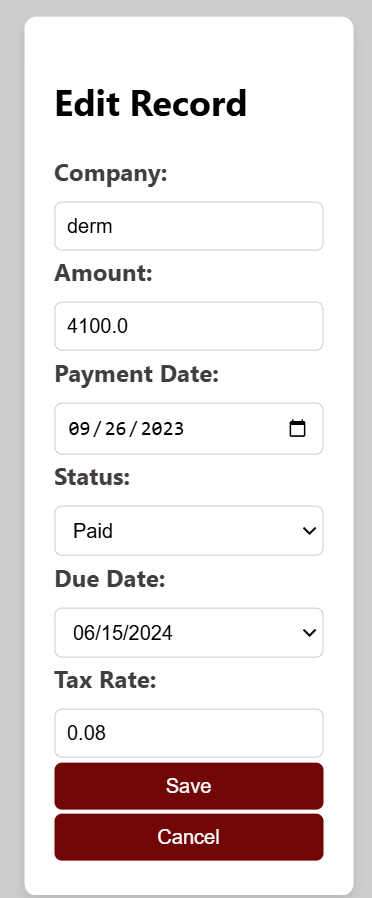 Edit Record
Company:
derm
Amount:
4100.0
Payment Date:
09/26/2023
Status:
Paid
Due Date:
06/15/2024
Tax Rate:
0.08
Save
Cancel